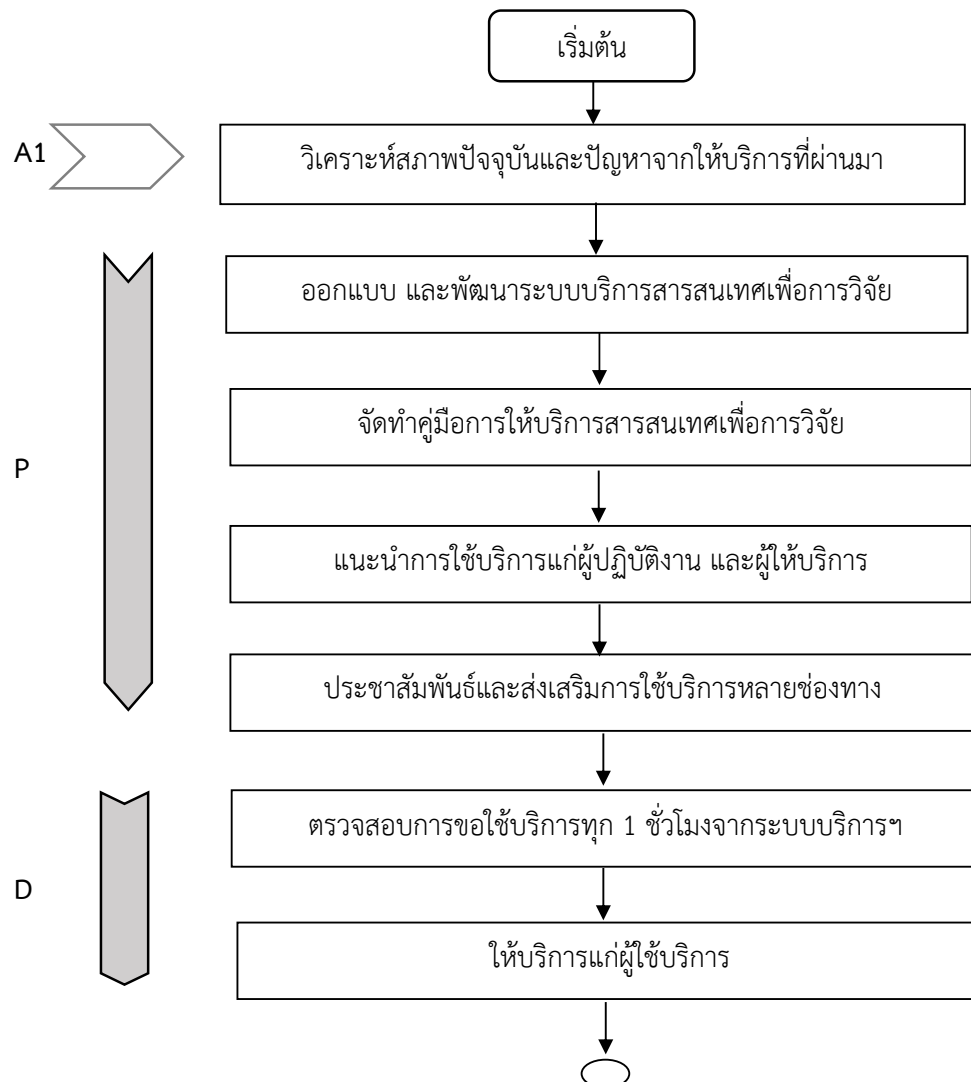 เริ่มต้น
A1
วิเคราะห์สภาพปัจจุบันและปัญหาจากให้บริการที่ผ่านมา
ออกแบบ และพัฒนาระบบบริการสารสนเทศเพื่อการวิจัย
จัดทำคู่มือการให้บริการสารสนเทศเพื่อการวิจัย
P
แนะนำการใช้บริการแก่ผู้ปฏิบัติงาน และผู้ให้บริการ
ประชาสัมพันธ์และส่งเสริมการใช้บริการหลายช่องทาง
ตรวจสอบการขอใช้บริการทุก 1 ชั่วโมงจากระบบบริการฯ
D
ให้บริการแก่ผู้ใช้บริการ